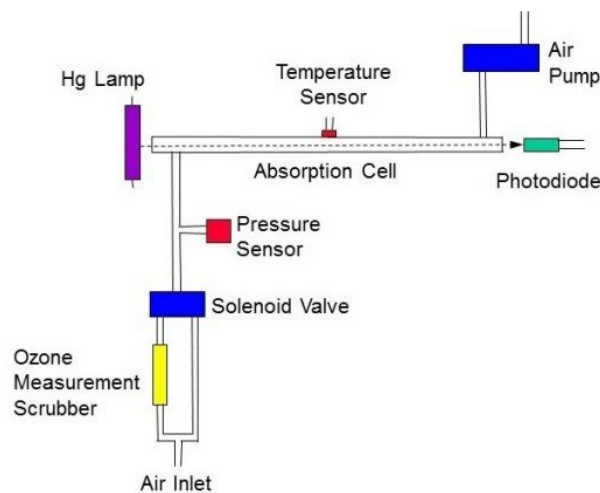 Air
Pump
Hg Lamp
Temperature
Sensor
Absorption Cell
Photodiode
Pressure
Sensor
Solenoid Valve
Ozone
Measurement
Scrubber
Air Inlet